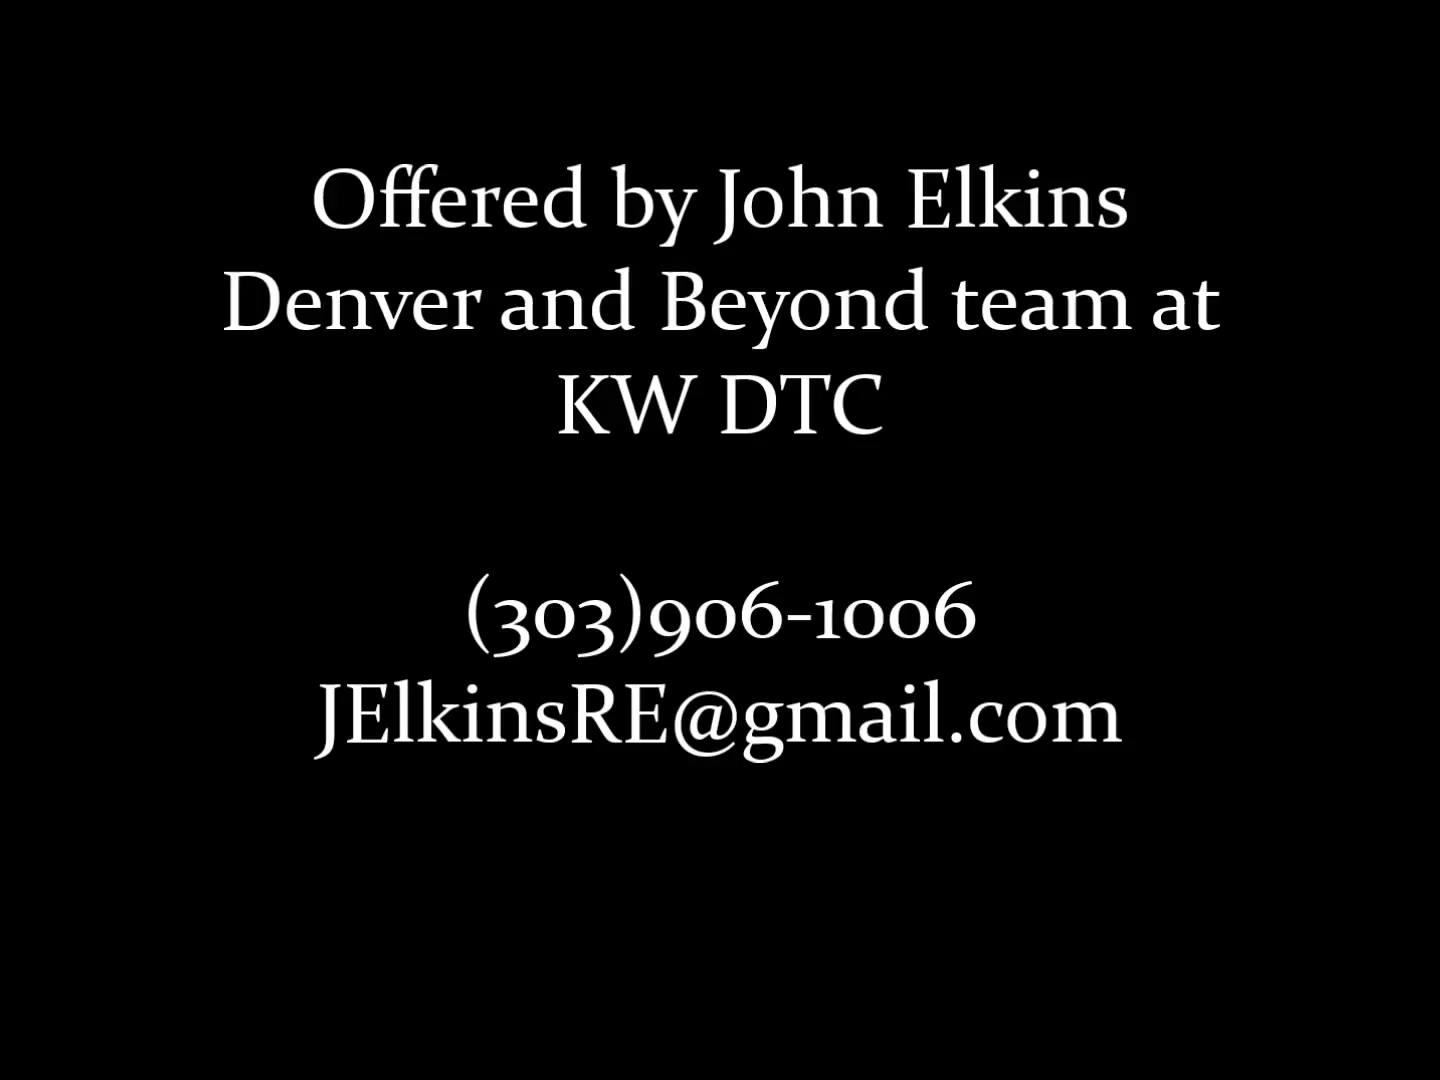 Offered by John Elkins
Denver and Beyond team at
KW DTC
(303)906-1006
JElkinsRE@gmail.com